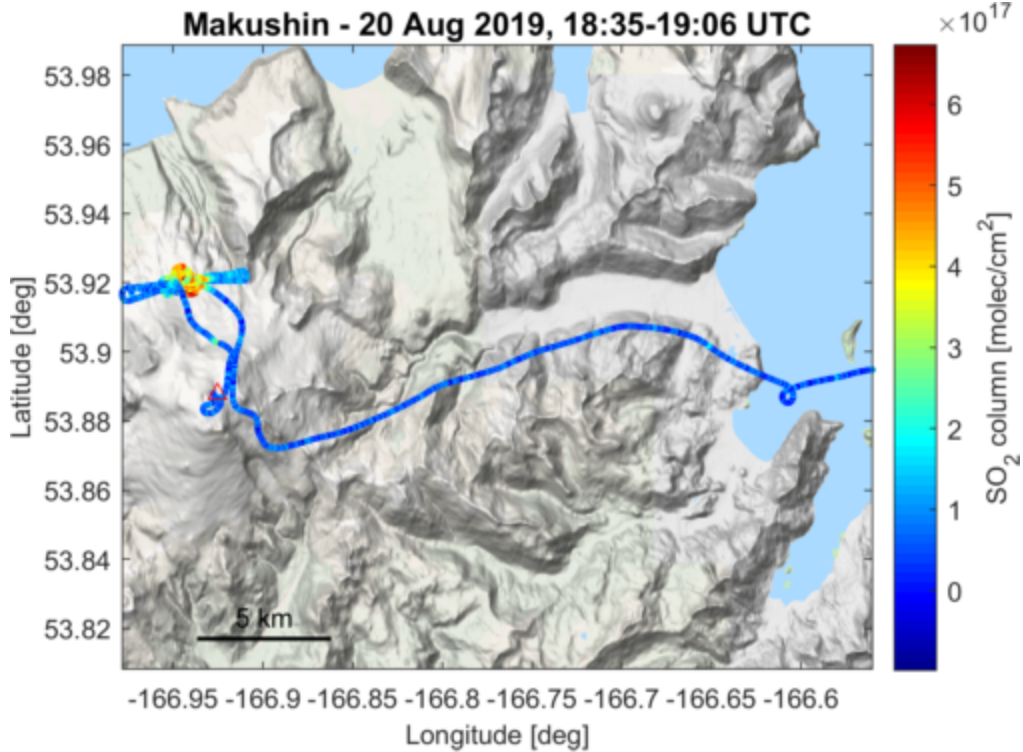 Makushin - 20 Aug 2019, 18:35-19:06 UTC
×10^17
53.98
53.96
53.94
53.92
53.9
53.88
53.86
53.84
53.82
Latitude [deg]
5 km
-166.95 -166.9 -166.85 -166.8 -166.75 -166.7 -166.65 -166.6
Longitude [deg]
6
5
4
3
2
1
0
SO₂ column [molec/cm²]